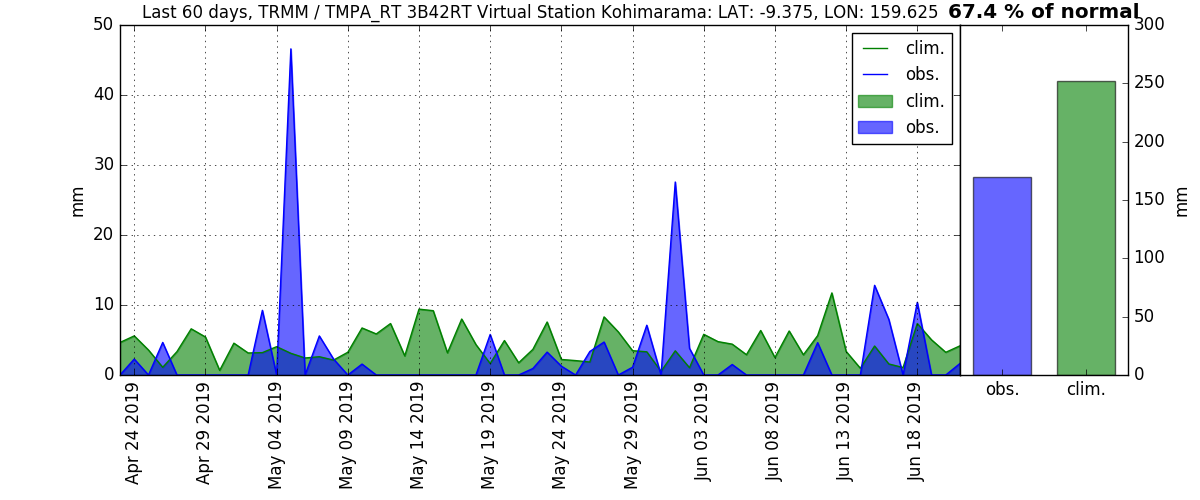 Last 60 days, TRMM / TMPA_RT 3B42RT Virtual Station Kohimarama: LAT: -9.375, LON: 159.625
67.4 % of normal
50
40
30
20
10
0
mm
clim.
obs.
clim.
obs.
300
250
200
150
100
50
0
mm
obs.
clim.
Apr 24 2019
Apr 29 2019
May 04 2019
May 09 2019
May 14 2019
May 19 2019
May 24 2019
May 29 2019
Jun 03 2019
Jun 08 2019
Jun 13 2019
Jun 18 2019